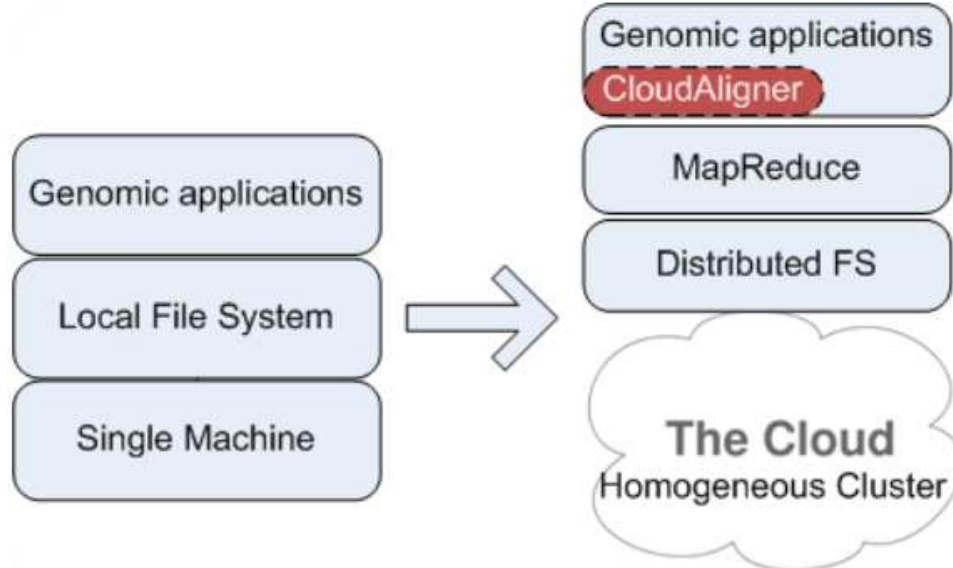 Genomic applications
Local File System
Single Machine
Genomic applications
CloudAligner
MapReduce
Distributed FS
The Cloud
Homogeneous Cluster